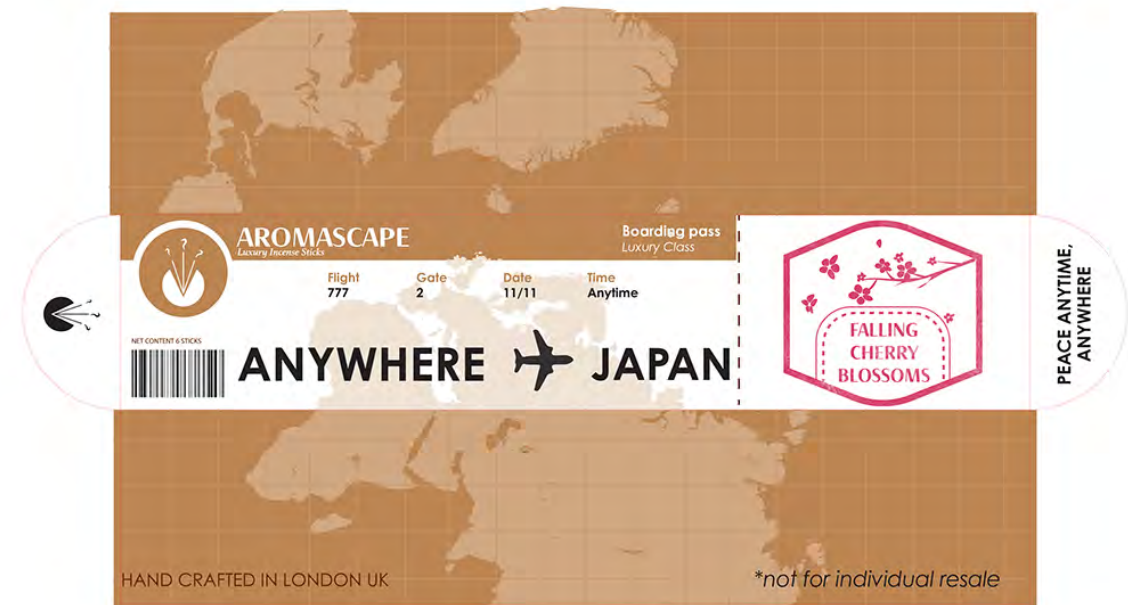 AROMASCAPE
Luxury Incense Sticks
Boarding pass
Luxury Class
Flight Gate Date Time
777 2 11/11 Anytime
NET CONTENT 6 STICKS
ANYWHERE JAPAN
FALLING
CHERRY
BLOSSOMS
PEACE ANYTIME,
ANYWHERE
HAND CRAFTED IN LONDON UK
*not for individual resale